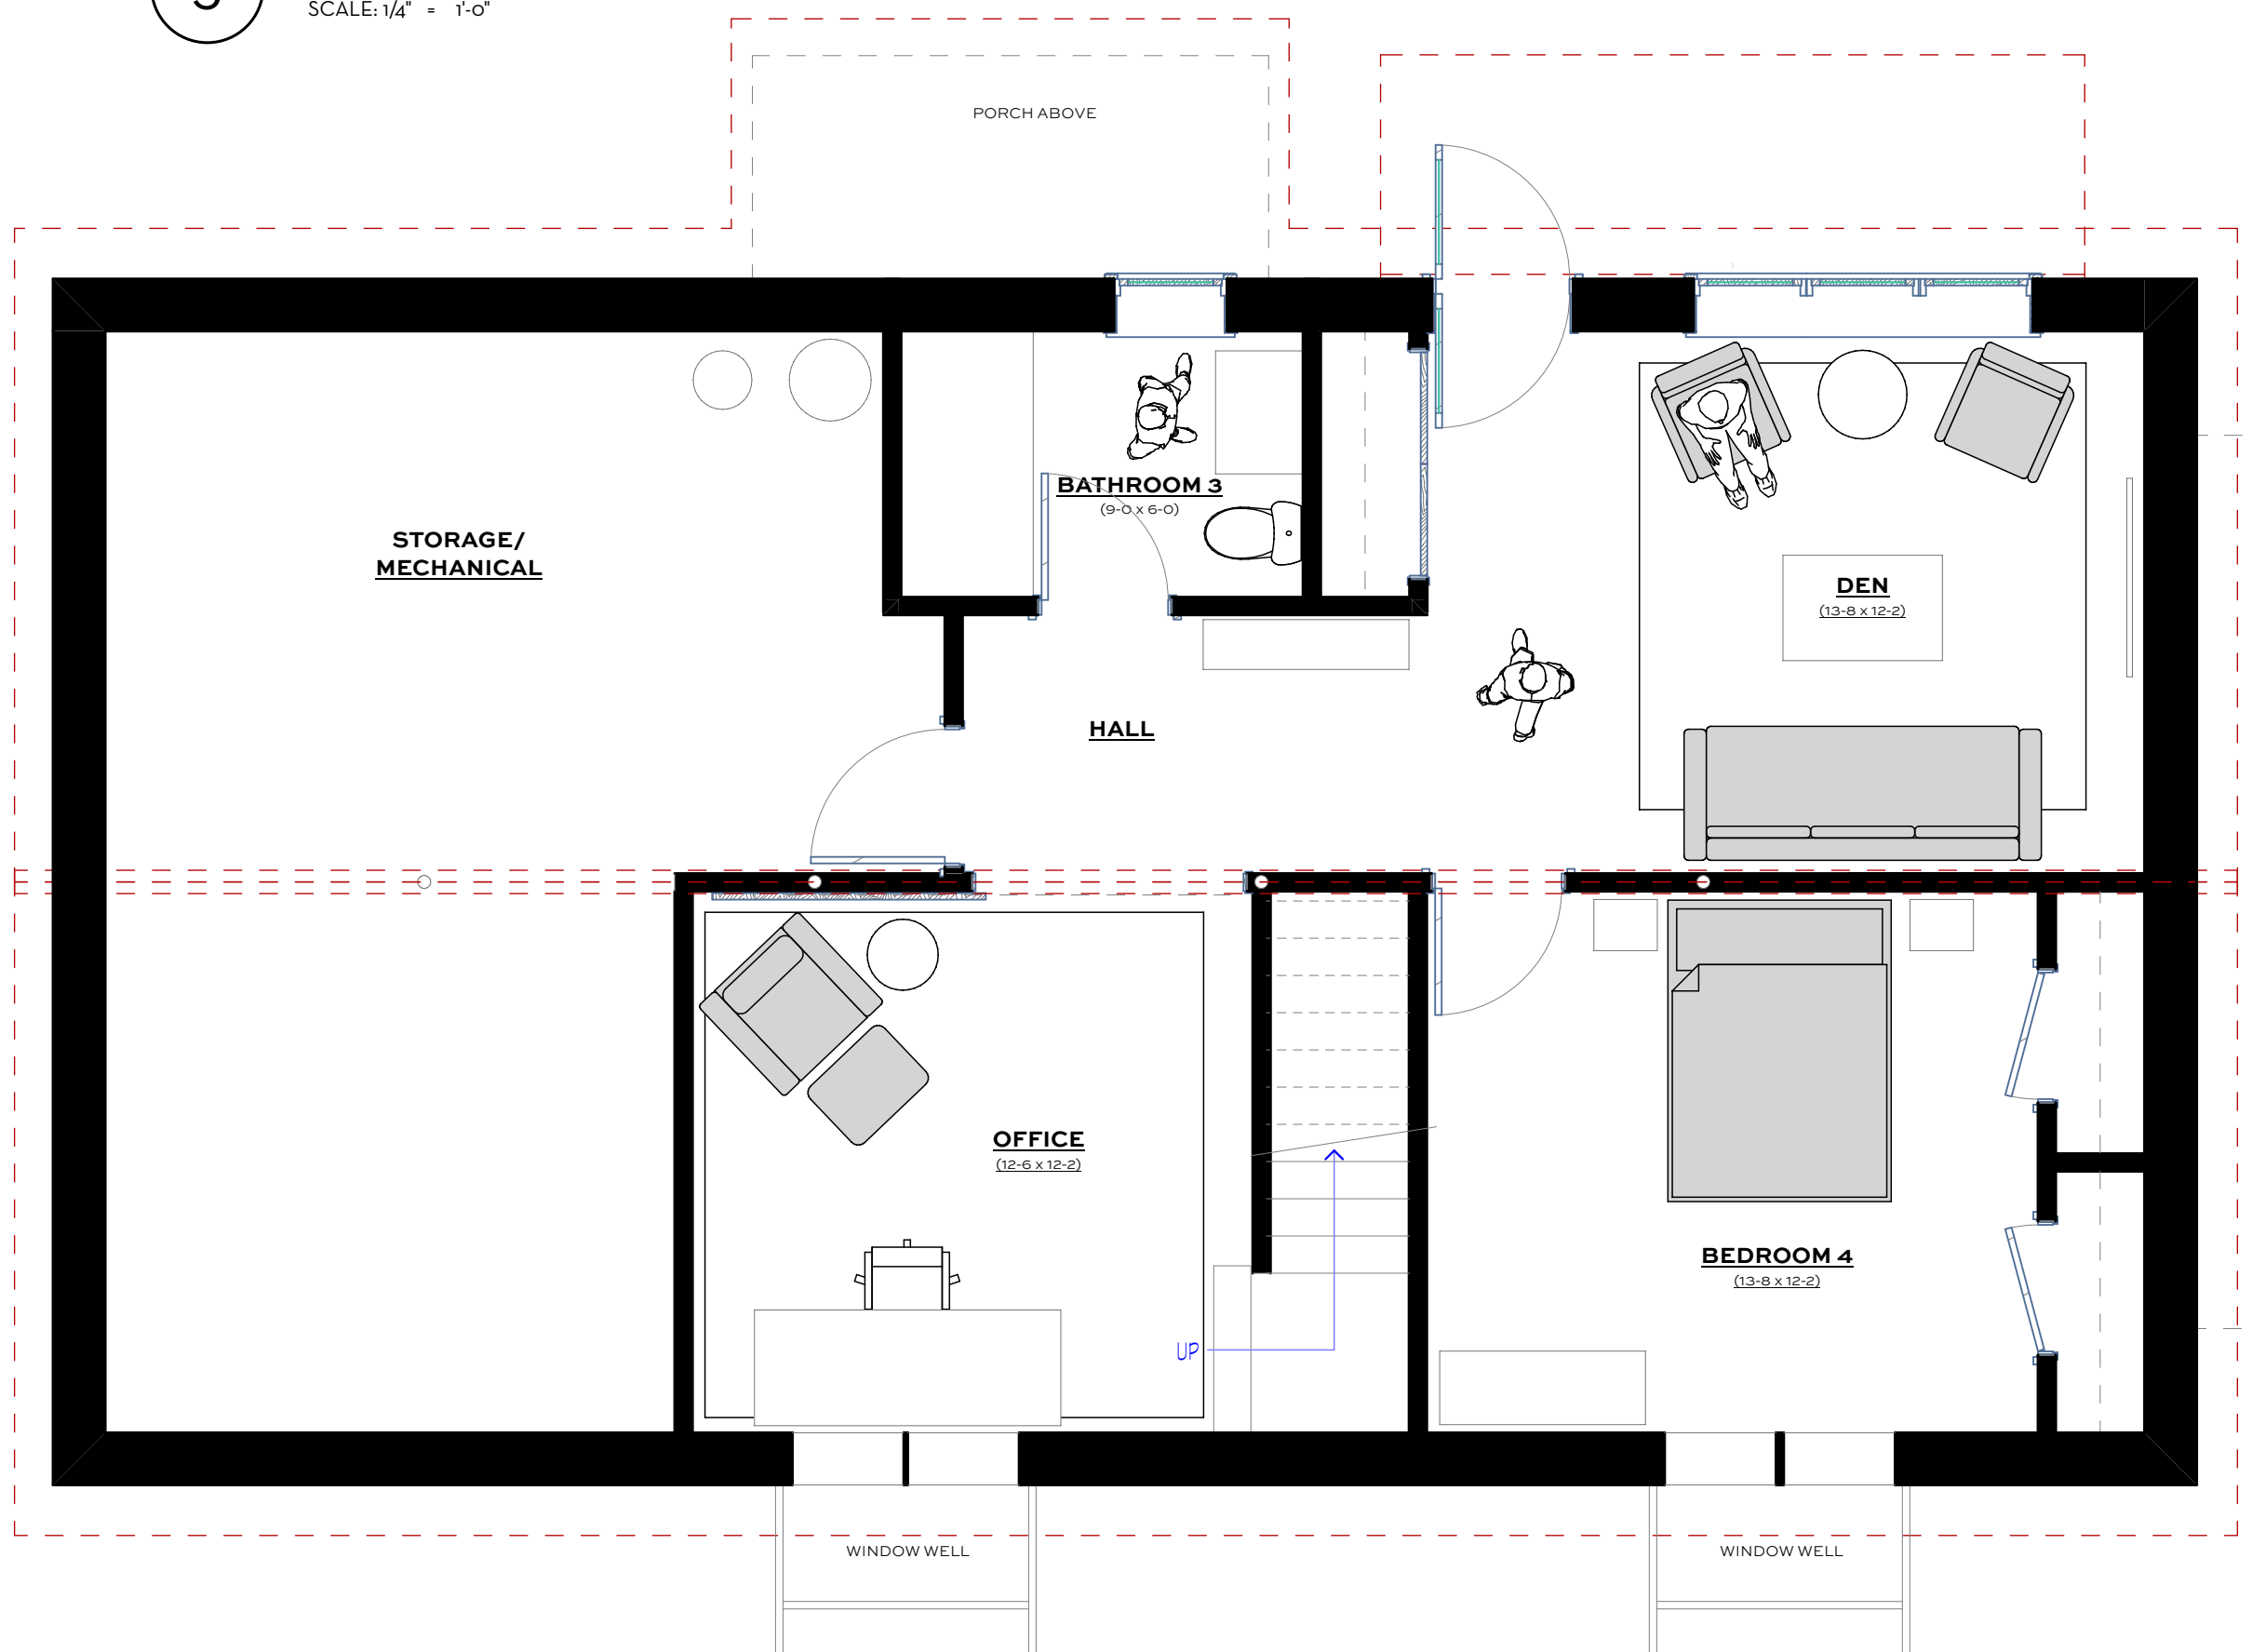 SCALE: 1/4" = 1'-0"
PORCH ABOVE
BATHROOM 3
(9-0 x 6-0)
STORAGE/
MECHANICAL
DEN
(13-8 x 12-2)
HALL
OFFICE
(12-6 x 12-2)
BEDROOM 4
(13-8 x 12-2)
UP
WINDOW WELL
WINDOW WELL